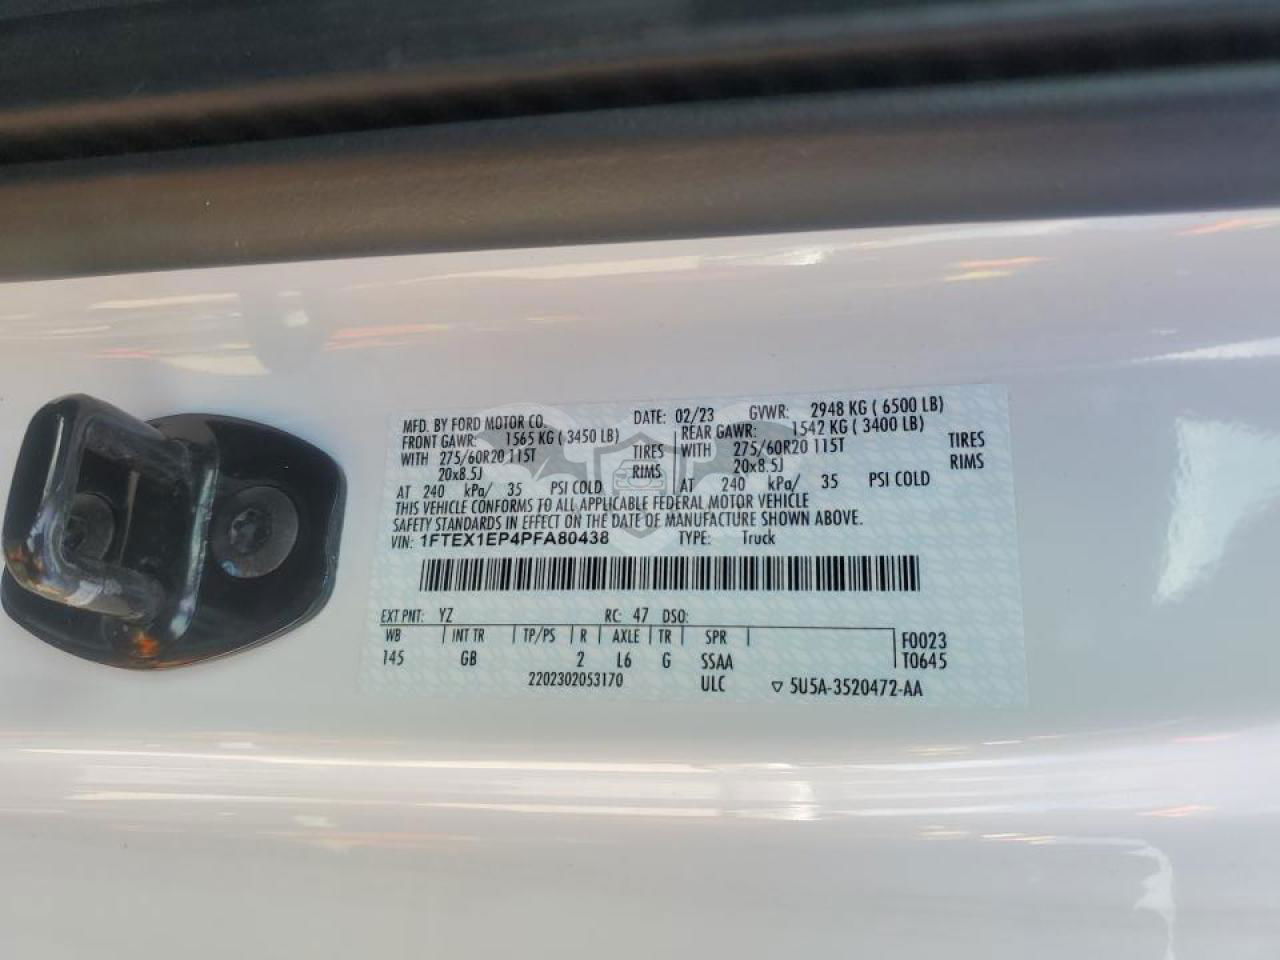 MFD. BY FORD MOTOR CO. DATE: 02/23 GVWR: 2948 KG ( 6500 LB)
FRONT GAWR: 1565 KG ( 3450 LB) REAR GAWR: 1542 KG ( 3400 LB)
WITH 275/60R20 115T TIRES WITH 275/60R20 115T TIRES
20x8.5J RIMS 20x8.5J RIMS
AT 240 kPa/ 35 PSI COLD AT 240 kPa/ 35 PSI COLD
THIS VEHICLE CONFORMS TO ALL APPLICABLE FEDERAL MOTOR VEHICLE
SAFETY STANDARDS IN EFFECT ON THE DATE OF MANUFACTURE SHOWN ABOVE.
VIN: 1FTEX1EP4PFA80438 TYPE: Truck
EXT PNT: YZ RC: 47 DSO:
WB INT TR TP/PS R AXLE TR SPR F0023
145 GB 2 L6 G SSAA T0645
2202302053170 ULC ▽ 5U5A-3520472-AA